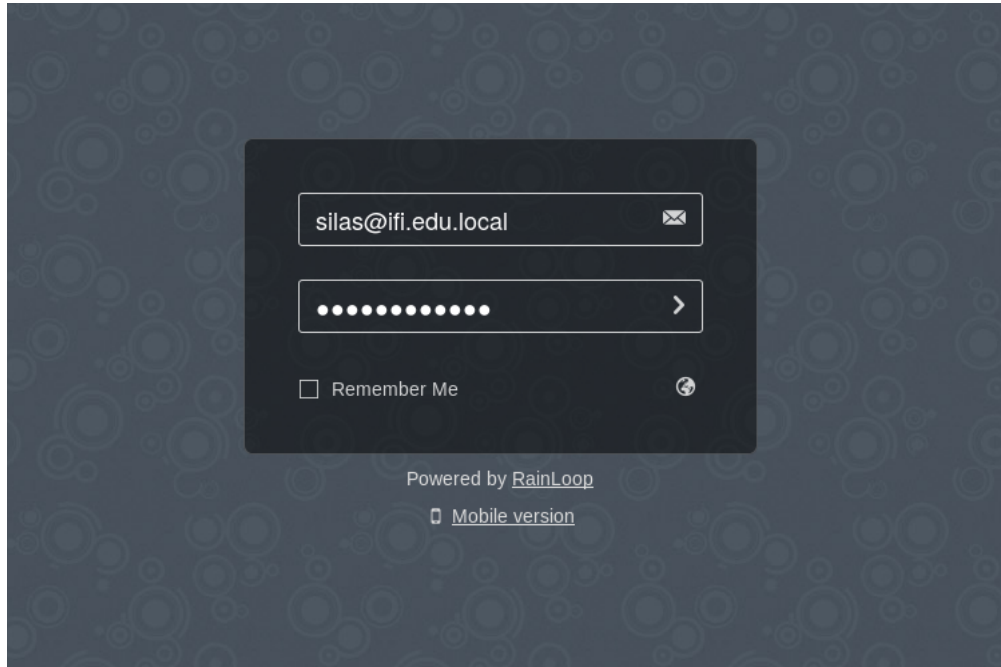 silas@ifi.edu.local
●●●●●●●●●●●●
Remember Me
Powered by RainLoop
Mobile version